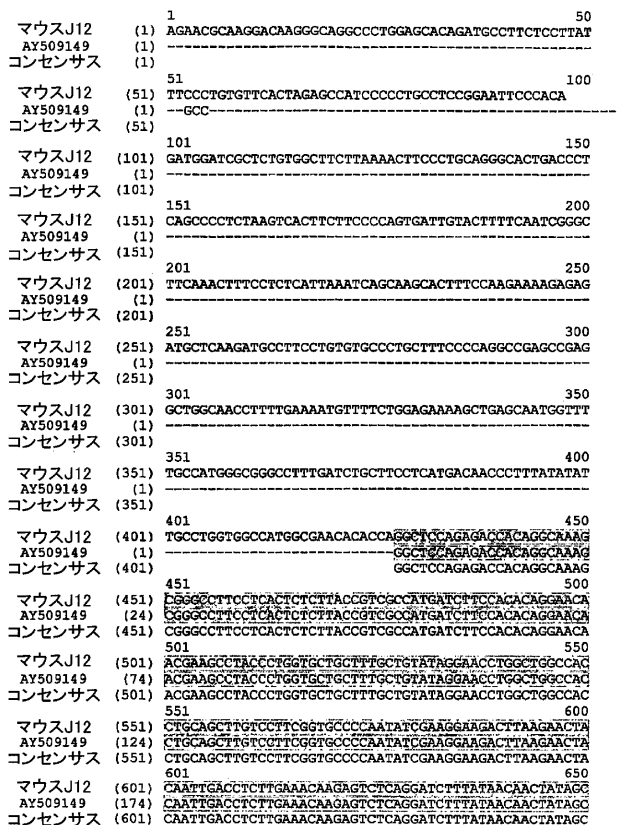 1 50
マウスJ12 (1) AGAACGCAAGGACAAGGGCAGGCCCTGGAGCACAGATGCCTTCTCCTTAT
AY509149 (1) --------------------------------------------------
コンセンサス (1)
51 100
マウスJ12 (51) TTCCCTGTGTTCACTAGAGCCATCCCCCTGCCTCCGGAATTCCCACA
AY509149 (1) --GCC---------------------------------------------
コンセンサス (51)
101 150
マウスJ12 (101) GATGGATCGCTCTGTGGCTTCTTAAAACTTCCCTGCAGGGCACTGACCCT
AY509149 (1) --------------------------------------------------
コンセンサス (101)
151 200
マウスJ12 (151) CAGCCCCTCTAAGTCACTTCTTCCCCAGTGATTGTACTTTTCAATCGGGC
AY509149 (1) --------------------------------------------------
コンセンサス (151)
201 250
マウスJ12 (201) TTCAAACTTTCCTCTCATTAAATCAGCAAGCACTTTCCAAGAAAAGAGAG
AY509149 (1) --------------------------------------------------
コンセンサス (201)
251 300
マウスJ12 (251) ATGCTCAAGATGCCTTCCTGTGTGCCCTGCTTTCCCCAGGCCGAGCCGAG
AY509149 (1) --------------------------------------------------
コンセンサス (251)
301 350
マウスJ12 (301) GCTGGCAACCTTTTGAAAATGTTTTCTGGAGAAAAGCTGAGCAATGGTTT
AY509149 (1) --------------------------------------------------
コンセンサス (301)
351 400
マウスJ12 (351) TGCCATGGGCGGGCCTTTGATCTGCTTCCTCATGACAACCCTTTATATAT
AY509149 (1) --------------------------------------------------
コンセンサス (351)
401 450
マウスJ12 (401) TGCCTGGTGGCCATGGCGAACACACCAGGCTCCAGAGACCACAGGCAAAG
AY509149 (1) ---------------------------GGCTCCAGAGACCACAGGCAAAG
コンセンサス (401) GGCTCCAGAGACCACAGGCAAAG
451 500
マウスJ12 (451) CGGGCCTTCCTCACTCTCTTACCGTCGCCATGATCTTCCACACAGGAACA
AY509149 (24) CGGGCCTTCCTCACTCTCTTACCGTCGCCATGATCTTCCACACAGGAACA
コンセンサス (451) CGGGCCTTCCTCACTCTCTTACCGTCGCCATGATCTTCCACACAGGAACA
501 550
マウスJ12 (501) ACGAAGCCTACCCTGGTGCTGGTTTGCTGTATAGGAACCTGGCTGGCCAC
AY509149 (74) ACGAAGCCTACCCTGGTGCTGCTTTGCTGTATAGGAACCTGGCTGGCCAC
コンセンサス (501) ACGAAGCCTACCCTGGTGCTGCTTTGCTGTATAGGAACCTGGCTGGCCAC
551 600
マウスJ12 (551) CTGCAGCTTGTCCTTCGGTGCCCCAATATCGAAGGAAGACTTAAGAACTA
AY509149 (124) CTGCAGCTTGTCCTTCGGTGCCCCAATATCGAAGGAAGACTTAAGAACTA
コンセンサス (551) CTGCAGCTTGTCCTTCGGTGCCCCAATATCGAAGGAAGACTTAAGAACTA
601 650
マウスJ12 (601) CAATTGACCTCTTGAAACAAGAGTCTCAGGATCTTTATAACAACTATAGC
AY509149 (174) CAATTGACCTCTTGAAACAAGAGTCTCAGGATCTTTATAACAACTATAGC
コンセンサス (601) CAATTGACCTCTTGAAACAAGAGTCTCAGGATCTTTATAACAACTATAGC